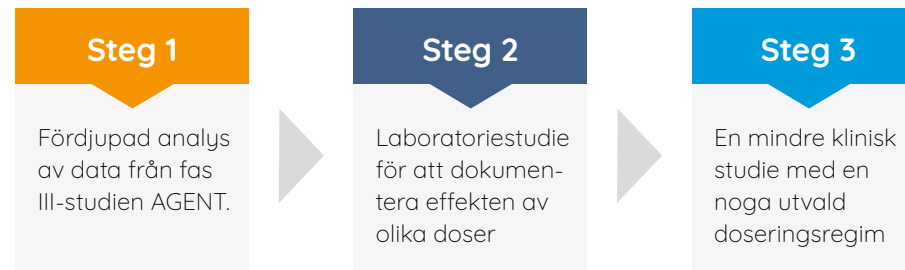 Steg 1
Fördjupad analys
av data från fas
III-studien AGENT.
Steg 2
Laboratoriestudie
för att dokumen-
tera effekten av
olika doser
Steg 3
En mindre klinisk
studie med en
noga utvald
doseringsregim